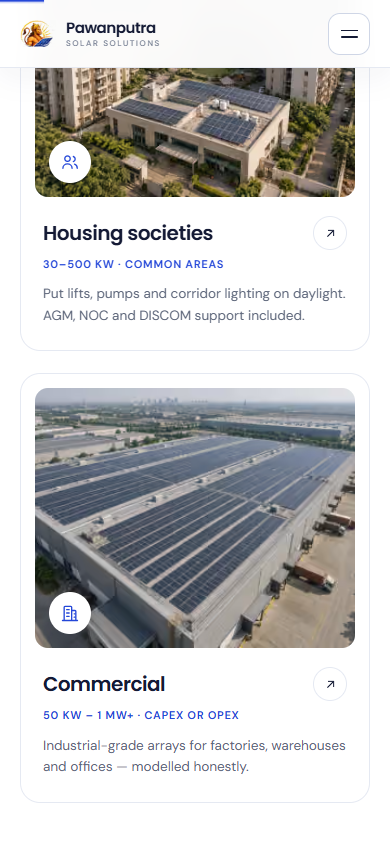 Pawanputra
SOLAR SOLUTIONS
Housing societies
30–500 KW · COMMON AREAS
Put lifts, pumps and corridor lighting on daylight.
AGM, NOC and DISCOM support included.
Commercial
50 KW – 1 MW+ · CAPEX OR OPEX
Industrial-grade arrays for factories, warehouses
and offices — modelled honestly.